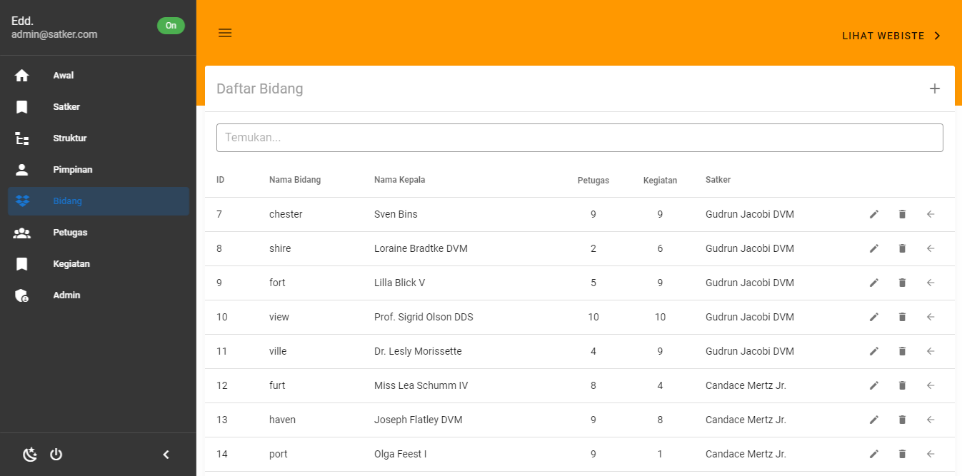 Edd.
admin@satker.com
On
Awal
Satker
Struktur
Pimpinan
Bidang
Petugas
Kegiatan
Admin
LIHAT WEBISTE
Daftar Bidang
Temukan...
ID Nama Bidang Nama Kepala Petugas Kegiatan Satker
7 chester Sven Bins 9 9 Gudrun Jacobi DVM
8 shire Loraine Bradtke DVM 2 6 Gudrun Jacobi DVM
9 fort Lilla Blick V 5 9 Gudrun Jacobi DVM
10 view Prof. Sigrid Olson DDS 10 10 Gudrun Jacobi DVM
11 ville Dr. Lesly Morissette 4 9 Gudrun Jacobi DVM
12 furt Miss Lea Schumm IV 8 4 Candace Mertz Jr.
13 haven Joseph Flatley DVM 9 8 Candace Mertz Jr.
14 port Olga Feest I 9 1 Candace Mertz Jr.